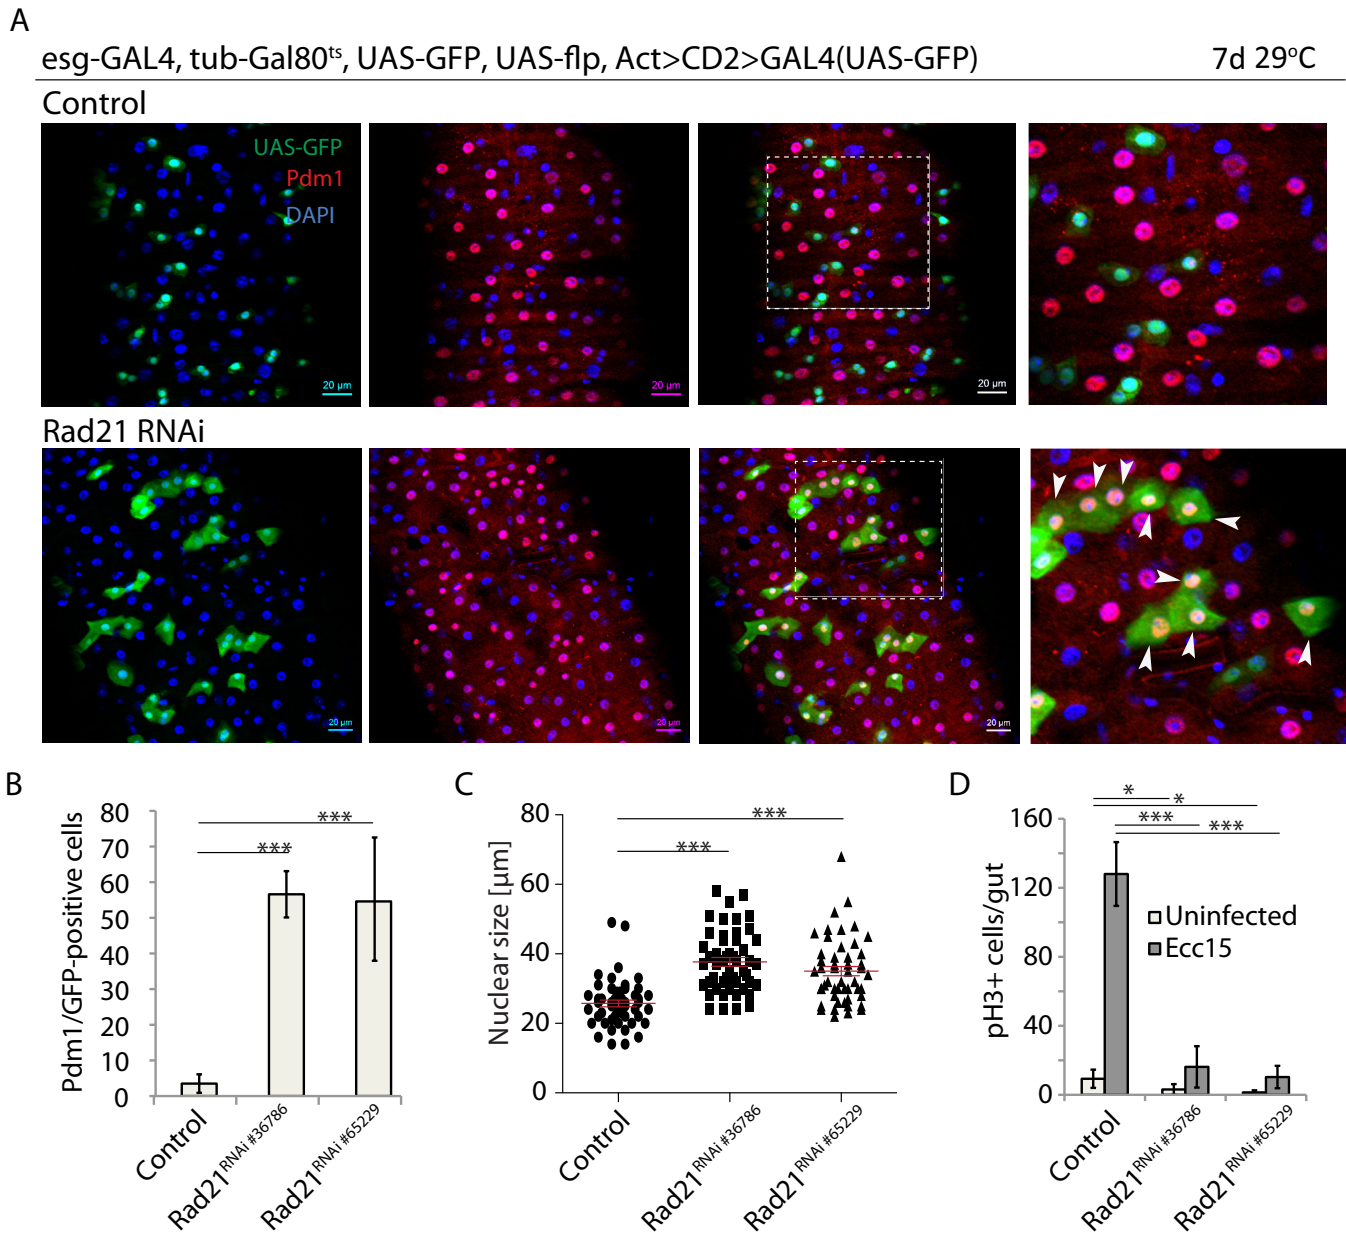 A
esg-GAL4, tub-Gal80ts, UAS-GFP, UAS-flp, Act>CD2>GAL4(UAS-GFP) 7d 29°C
Control
UAS-GFP
Pdm1
DAPI
20 μm
20 μm
20 μm
Rad21 RNAi
20 μm
20 μm
20 μm
B
Pdm1/GFP-positive cells
80
70
60
50
40
30
20
10
0
***
***
Control
Rad21RNAi #36786
Rad21RNAi #65229
C
Nuclear size [μm]
80
60
40
20
0
***
***
Control
Rad21RNAi #36786
Rad21RNAi #65229
D
pH3+ cells/gut
160
120
80
40
0
*
*
***
***
Uninfected
Ecc15
Control
Rad21RNAi #36786
Rad21RNAi #65229